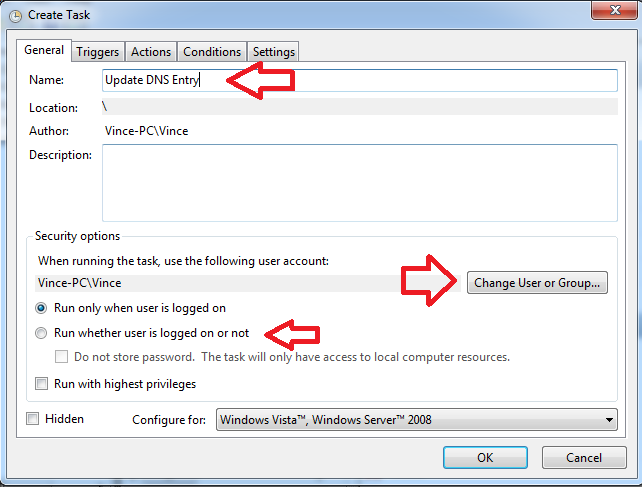 Create Task
General Triggers Actions Conditions Settings
Name: Update DNS Entry
Location: \
Author: Vince-PC\Vince
Description:
Security options
When running the task, use the following user account:
Vince-PC\Vince Change User or Group...
Run only when user is logged on
Run whether user is logged on or not
Do not store password. The task will only have access to local computer resources.
Run with highest privileges
Hidden Configure for: Windows Vista™, Windows Server™ 2008
OK Cancel